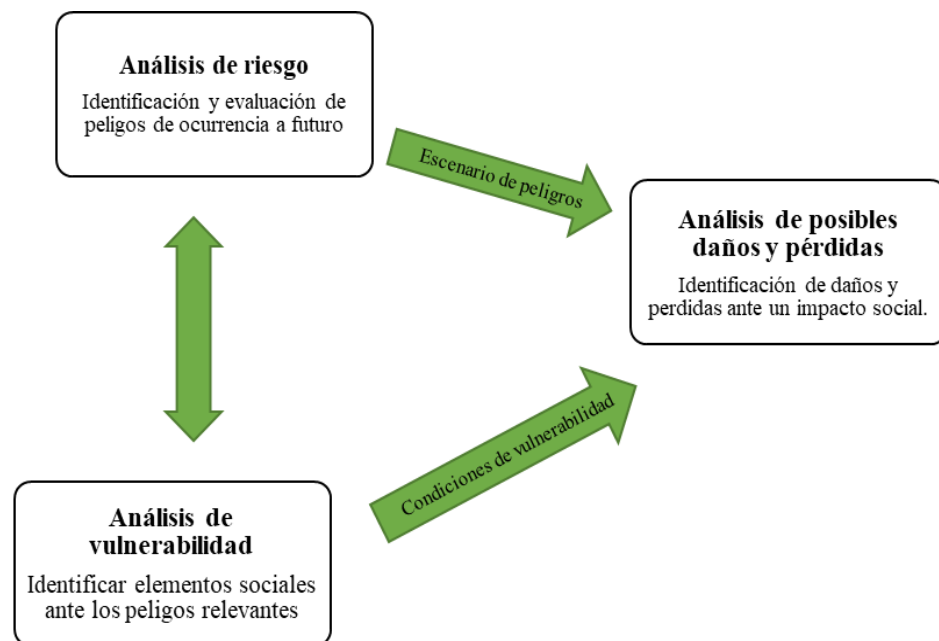 Análisis de riesgo
Identificación y evaluación de
peligos de ocurrencia a futuro
Escenario de peligros
Análisis de posibles
daños y pérdidas
Identificación de daños y
perdidas ante un impacto social.
Condiciones de vulnerabilidad
Análisis de
vulnerabilidad
Identificar elementos sociales
ante los peligros relevantes